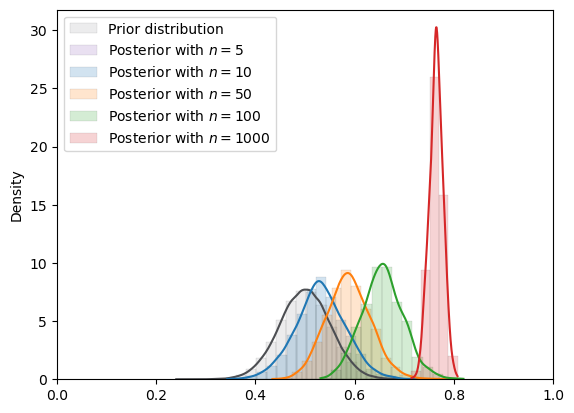 30
25
20
15
10
5
0
Density
Prior distribution
Posterior with n = 5
Posterior with n = 10
Posterior with n = 50
Posterior with n = 100
Posterior with n = 1000
0.0 0.2 0.4 0.6 0.8 1.0